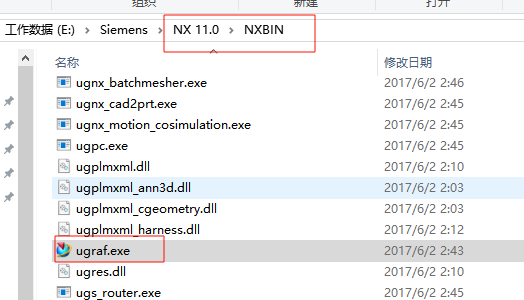 组织 新建 打开
工作数据 (E:) > Siemens > NX 11.0 > NXBIN
名称 修改日期
ugnx_batchmesher.exe 2017/6/2 2:46
ugnx_cad2prt.exe 2017/6/2 2:45
ugnx_motion_cosimulation.exe 2017/6/2 2:45
ugpc.exe 2017/6/2 2:45
ugplmxml.dll 2017/6/2 2:10
ugplmxml_ann3d.dll 2017/6/2 2:03
ugplmxml_cgeometry.dll 2017/6/2 2:03
ugplmxml_harness.dll 2017/6/2 2:12
ugraf.exe 2017/6/2 2:43
ugres.dll 2017/6/2 2:10
ugs_router.exe 2017/6/2 2:45